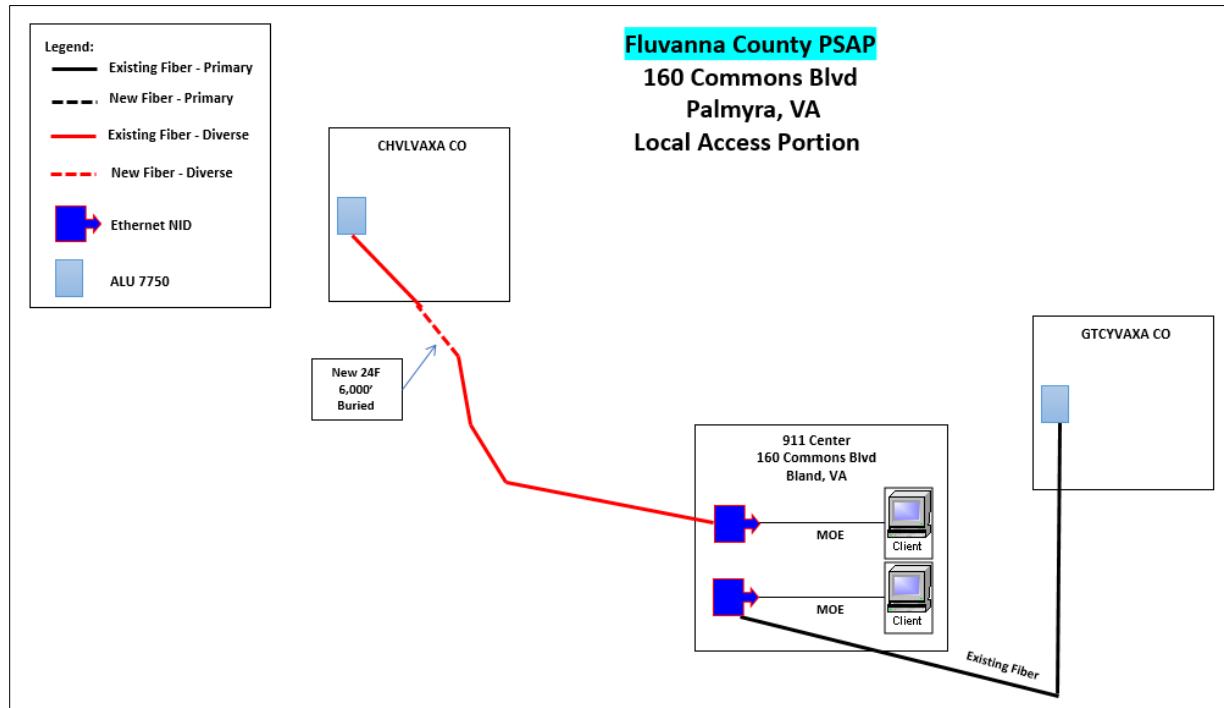 Legend:
Existing Fiber - Primary
New Fiber - Primary
Existing Fiber - Diverse
New Fiber - Diverse
Ethernet NID
ALU 7750
Fluvanna County PSAP
160 Commons Blvd
Palmyra, VA
Local Access Portion
CHVLVAXA CO
New 24F
6,000’
Buried
GTCYVAXA CO
911 Center
160 Commons Blvd
Bland, VA
MOE
Client
MOE
Client
Existing Fiber